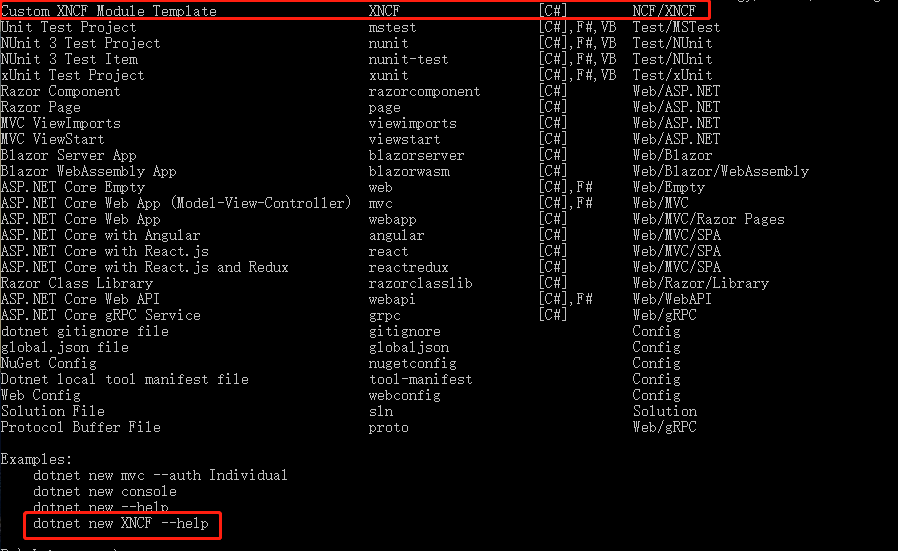 Custom XNCF Module Template XNCF [C#] NCF/XNCF
Unit Test Project mstest [C#],F#,VB Test/MSTest
NUnit 3 Test Project nunit [C#],F#,VB Test/NUnit
NUnit 3 Test Item nunit-test [C#],F#,VB Test/NUnit
xUnit Test Project xunit [C#],F#,VB Test/xUnit
Razor Component razorcomponent [C#] Web/ASP.NET
Razor Page page [C#] Web/ASP.NET
MVC ViewImports viewimports [C#] Web/ASP.NET
MVC ViewStart viewstart [C#] Web/ASP.NET
Blazor Server App blazorserver [C#] Web/Blazor
Blazor WebAssembly App blazorwasm [C#] Web/Blazor/WebAssembly
ASP.NET Core Empty web [C#],F# Web/Empty
ASP.NET Core Web App (Model-View-Controller) mvc [C#],F# Web/MVC
ASP.NET Core Web App webapp [C#] Web/MVC/Razor Pages
ASP.NET Core with Angular angular [C#] Web/MVC/SPA
ASP.NET Core with React.js react [C#] Web/MVC/SPA
ASP.NET Core with React.js and Redux reactredux [C#] Web/MVC/SPA
Razor Class Library razorclasslib [C#] Web/Razor/Library
ASP.NET Core Web API webapi [C#],F# Web/WebAPI
ASP.NET Core gRPC Service grpc [C#] Web/gRPC
dotnet gitignore file gitignore Config
global.json file globaljson Config
NuGet Config nugetconfig Config
Dotnet local tool manifest file tool-manifest Config
Web Config webconfig Config
Solution File sln Solution
Protocol Buffer File proto Web/gRPC
Examples:
dotnet new mvc --auth Individual
dotnet new console
dotnet new --help
dotnet new XNCF --help